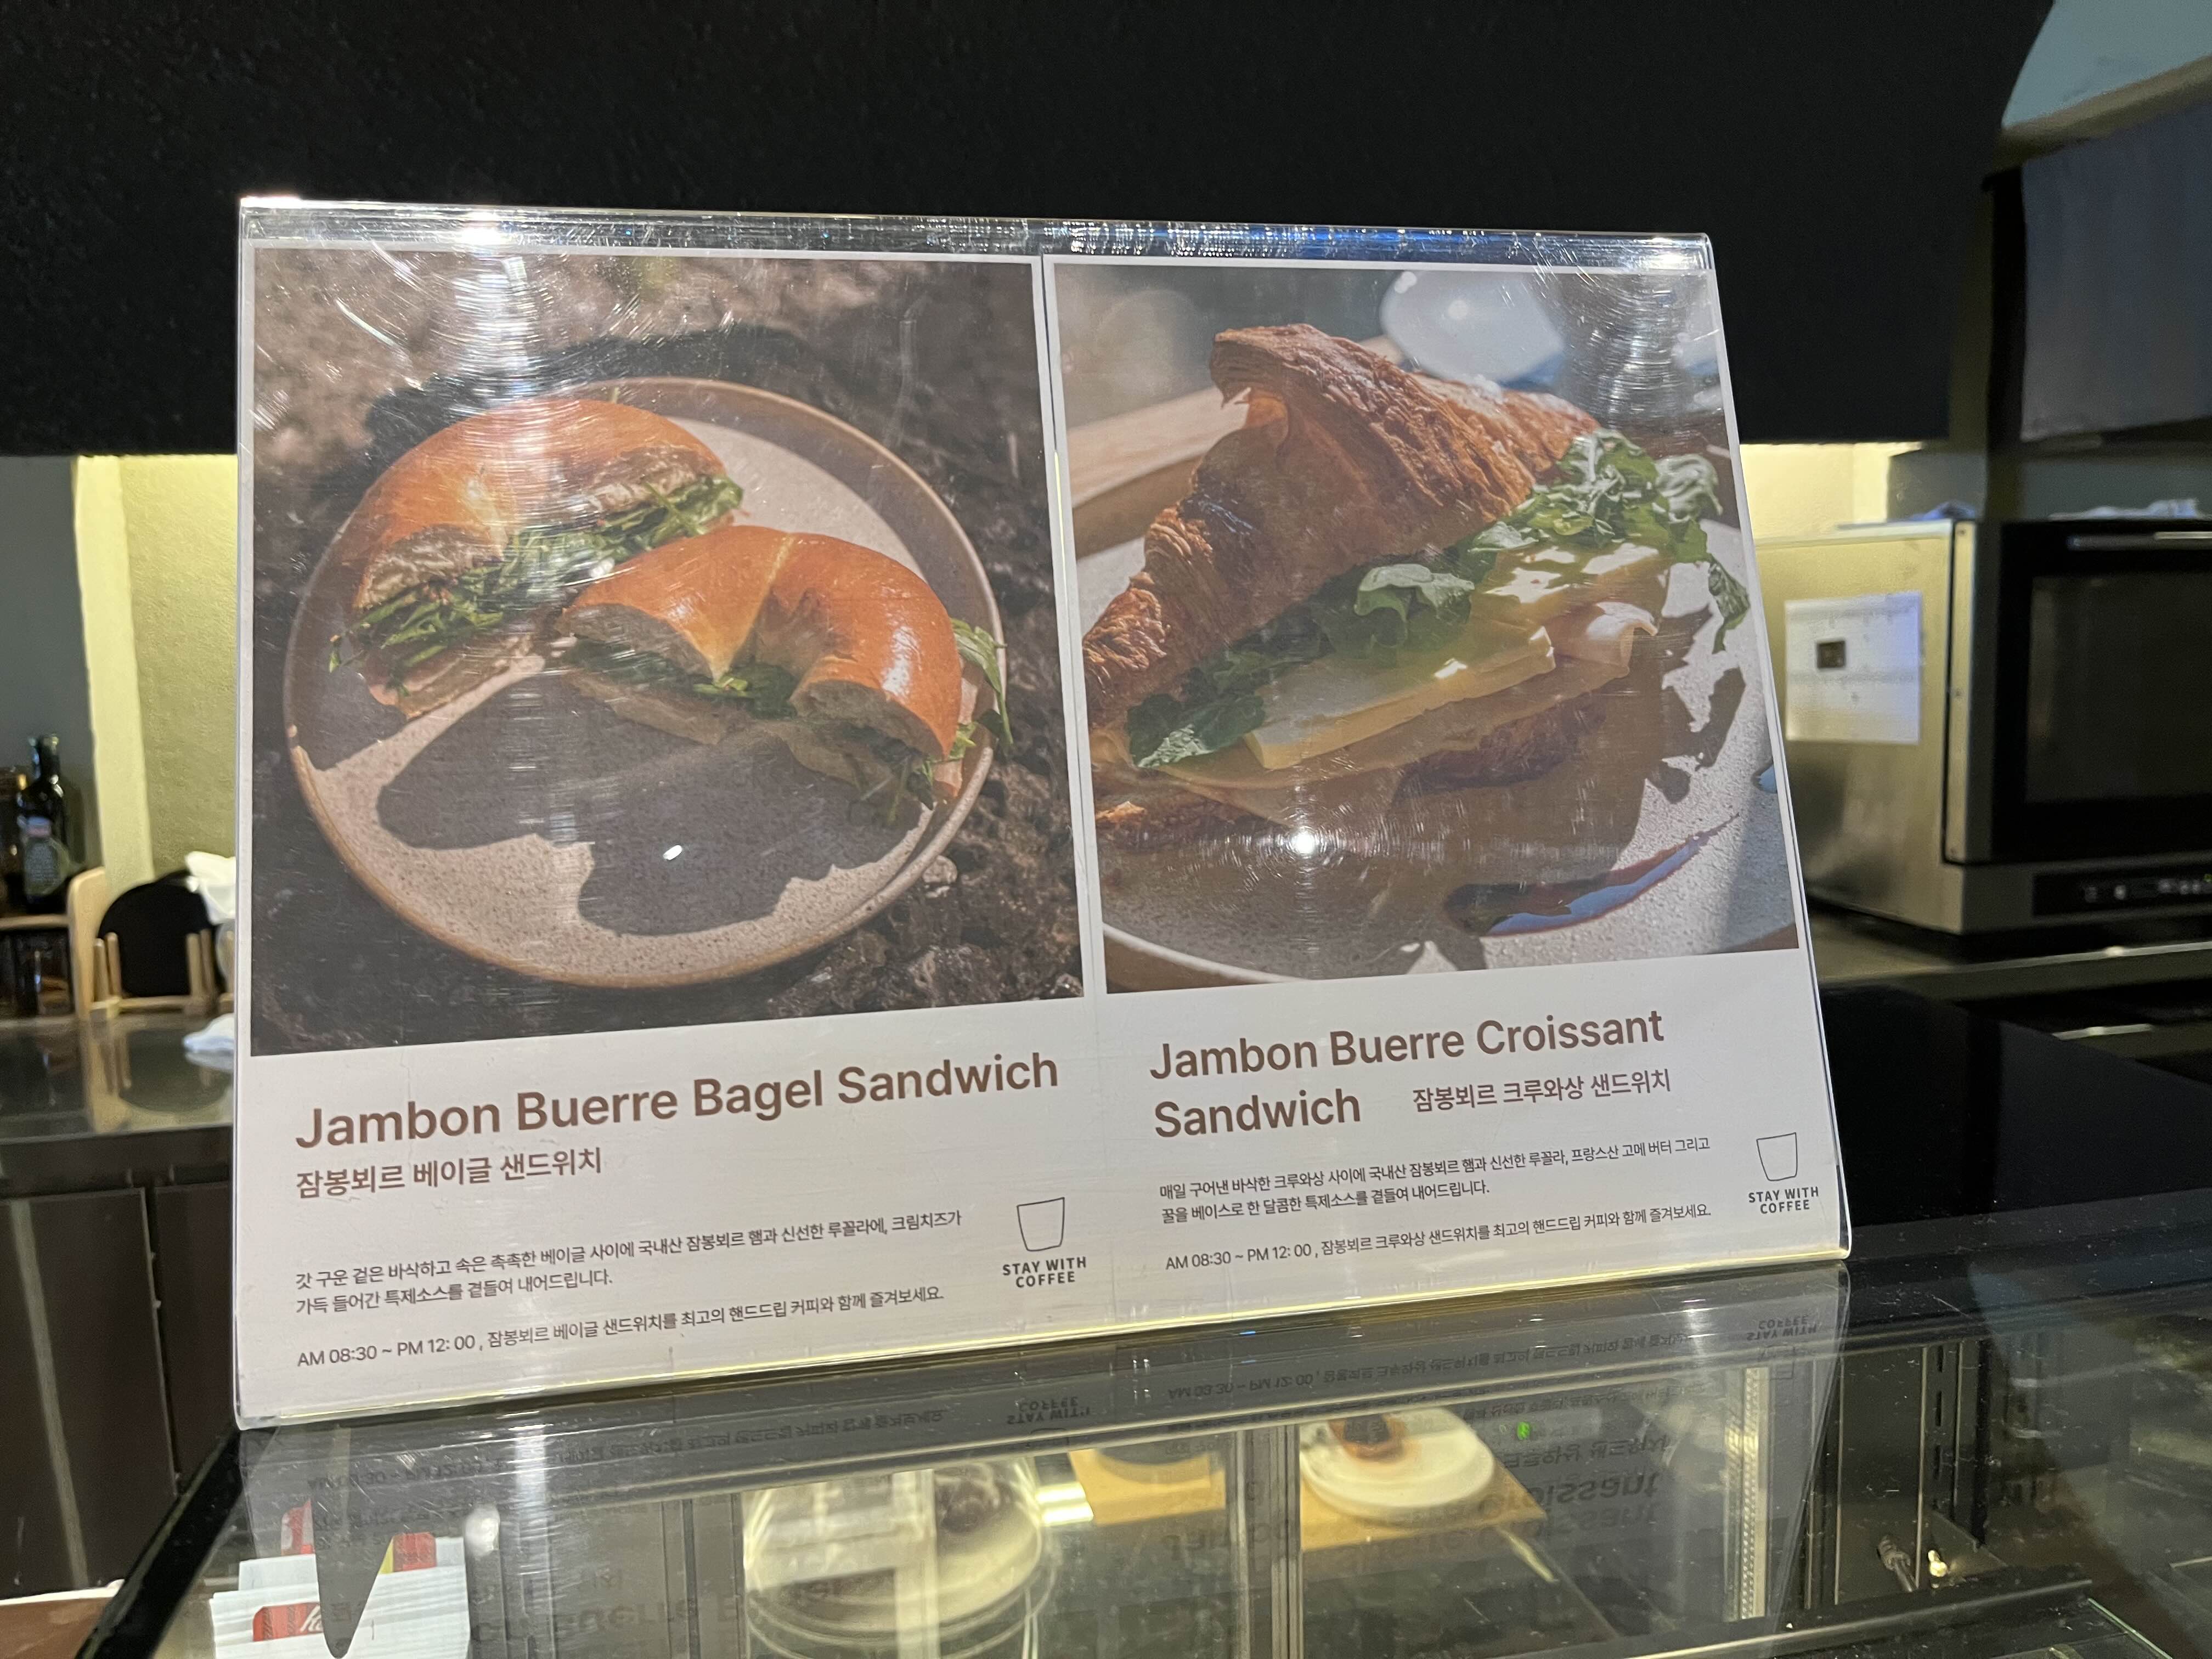 Jambon Buerre Bagel Sandwich
잠봉뵈르 베이글 샌드위치
갓 구운 겉은 바삭하고 속은 촉촉한 베이글 사이에 국내산 잠봉뵈르 햄과 신선한 루꼴라에, 크림치즈가
가득 들어간 특제소스를 곁들여 내어드립니다.
AM 08:30 ~ PM 12: 00 , 잠봉뵈르 베이글 샌드위치를 최고의 핸드드립 커피와 함께 즐겨보세요.
STAY WITH
COFFEE
Jambon Buerre Croissant
Sandwich 잠봉뵈르 크루와상 샌드위치
매일 구어낸 바삭한 크루와상 사이에 국내산 잠봉뵈르 햄과 신선한 루꼴라, 프랑스산 고메 버터 그리고
꿀을 베이스로 한 달콤한 특제소스를 곁들여 내어드립니다.
AM 08:30 ~ PM 12: 00 , 잠봉뵈르 크루와상 샌드위치를 최고의 핸드드립 커피와 함께 즐겨보세요.
STAY WITH
COFFEE